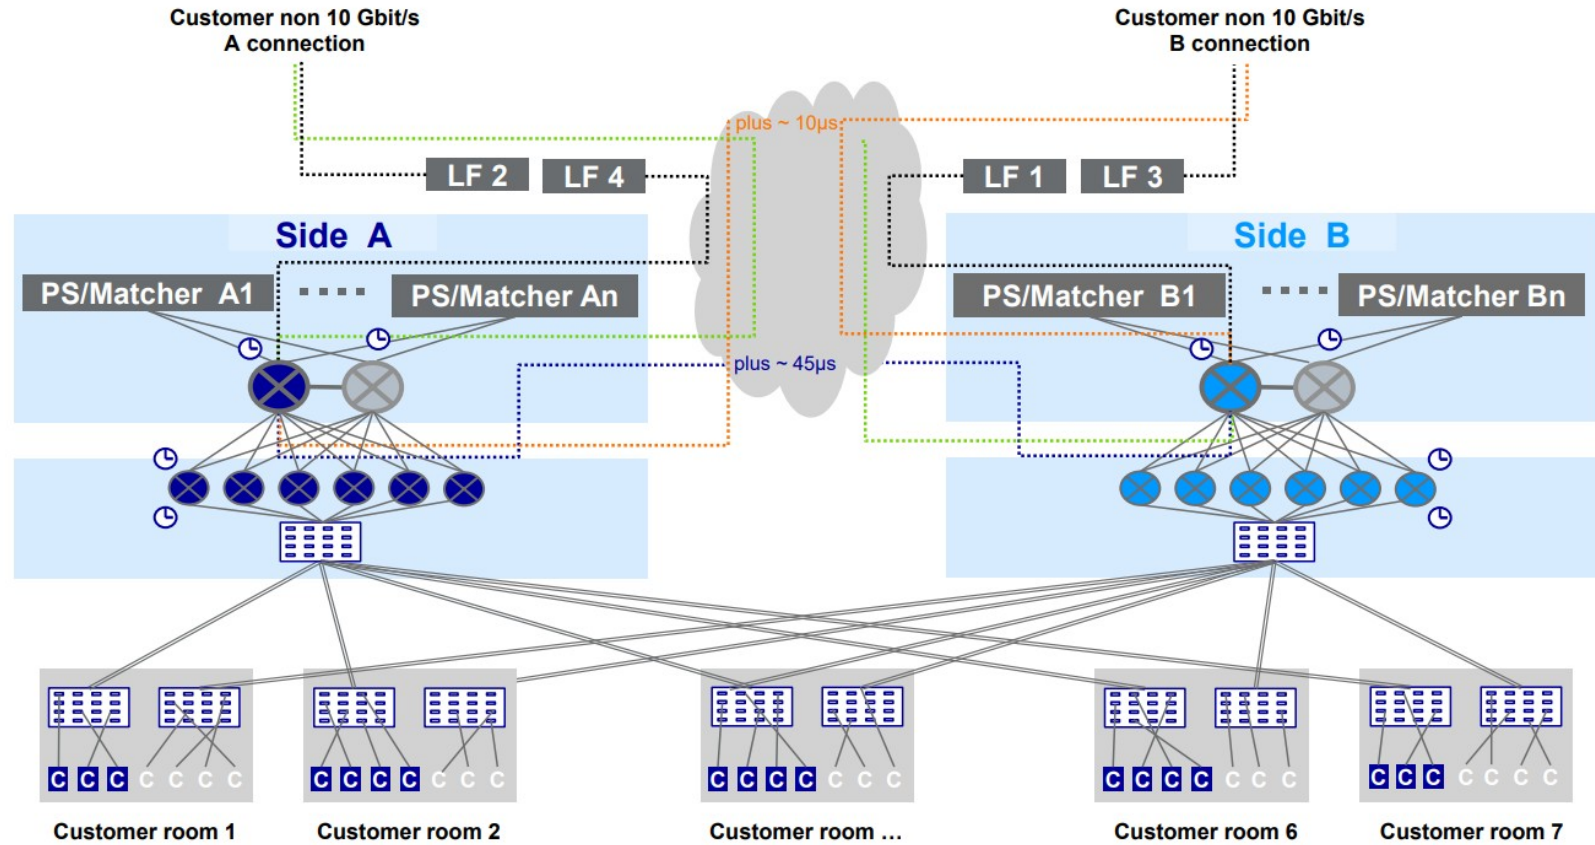 Customer non 10 Gbit/s
A connection
Customer non 10 Gbit/s
B connection
plus ~ 10µs
LF 2
LF 4
LF 1
LF 3
Side A
Side B
PS/Matcher A1
PS/Matcher An
PS/Matcher B1
PS/Matcher Bn
plus ~ 45µs
C C C C C C C
C C C C C C C
C C C C C C C
C C C C C C C
C C C C C C C
Customer room 1
Customer room 2
Customer room ...
Customer room 6
Customer room 7